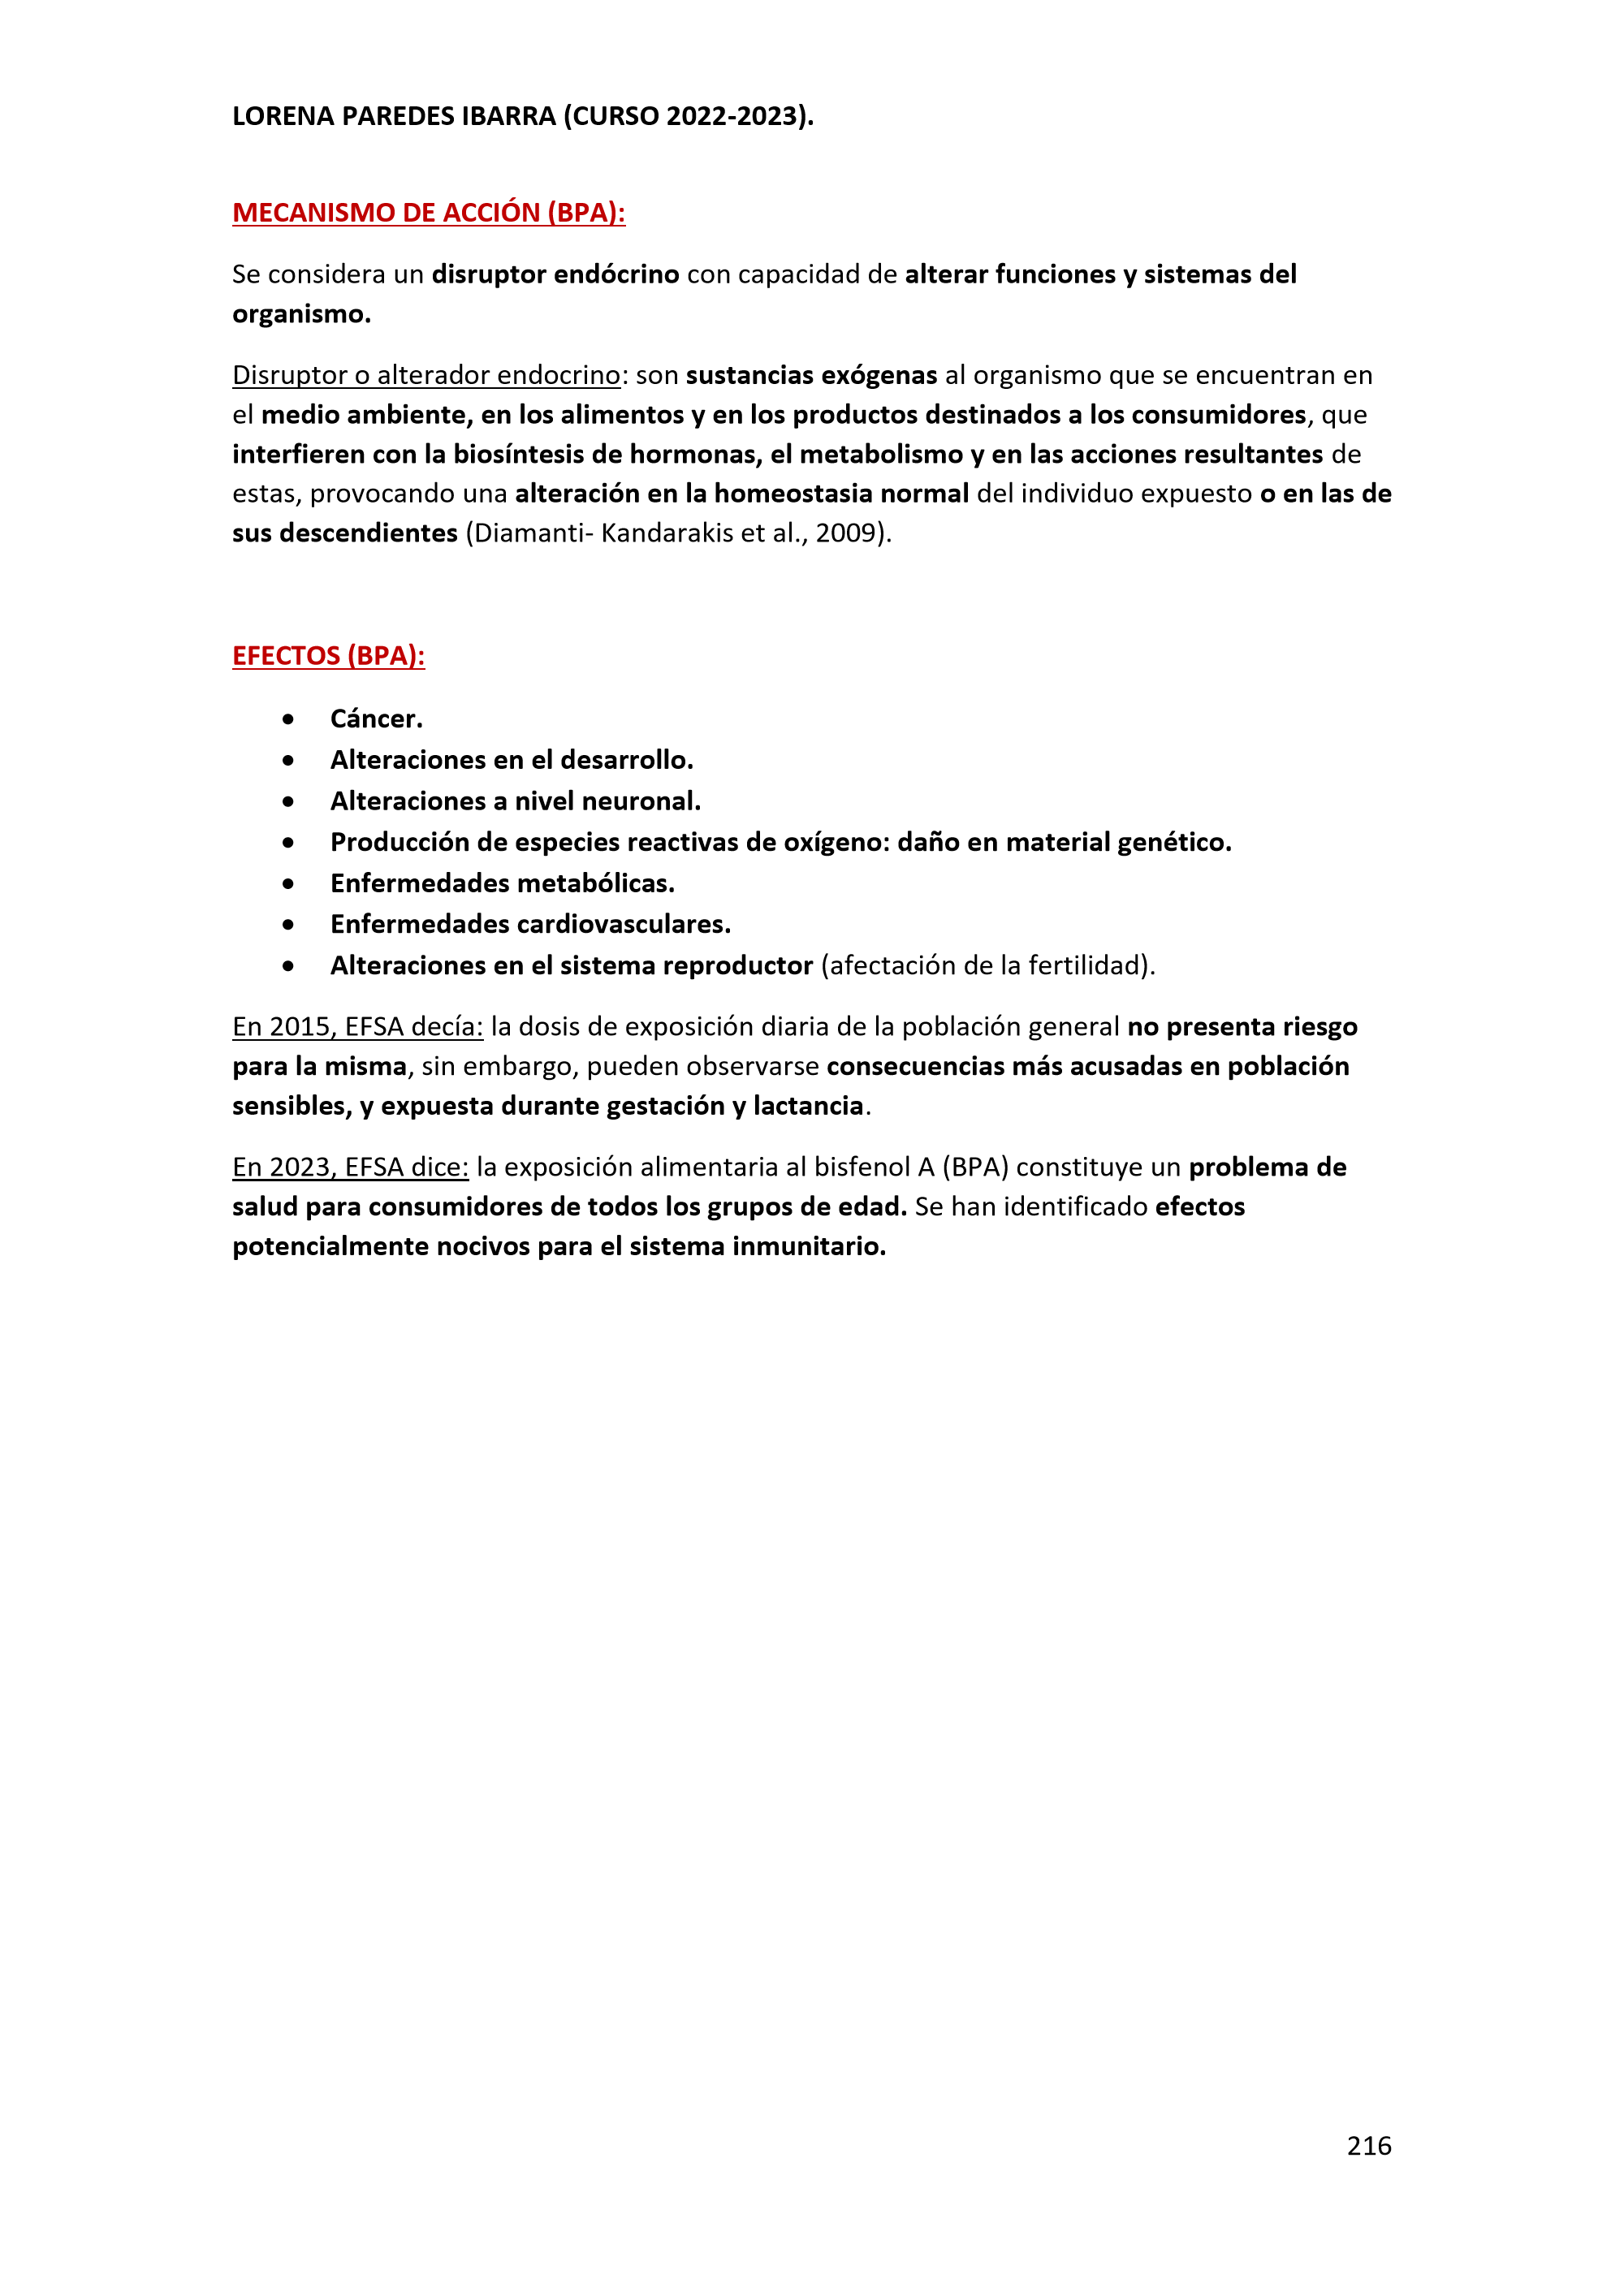 LORENA PAREDES IBARRA (CURSO 2022-2023).
MECANISMO DE ACCIÓN (BPA):
Se considera un disruptor endócrino con capacidad de alterar funciones y sistemas del
organismo.
Disruptor o alterador endocrino: son sustancias exógenas al organismo que se encuentran en
el medio ambiente, en los alimentos y en los productos destinados a los consumidores, que
interfieren con la biosíntesis de hormonas, el metabolismo y en las acciones resultantes de
estas, provocando una alteración en la homeostasia normal del individuo expuesto o en las de
sus descendientes (Diamanti- Kandarakis et al., 2009).
EFECTOS (BPA):
• Cáncer.
• Alteraciones en el desarrollo.
• Alteraciones a nivel neuronal.
• Producción de especies reactivas de oxígeno: daño en material genético.
• Enfermedades metabólicas.
• Enfermedades cardiovasculares.
• Alteraciones en el sistema reproductor (afectación de la fertilidad).
En 2015, EFSA decía: la dosis de exposición diaria de la población general no presenta riesgo
para la misma, sin embargo, pueden observarse consecuencias más acusadas en población
sensibles, y expuesta durante gestación y lactancia.
En 2023, EFSA dice: la exposición alimentaria al bisfenol A (BPA) constituye un problema de
salud para consumidores de todos los grupos de edad. Se han identificado efectos
potencialmente nocivos para el sistema inmunitario.
216